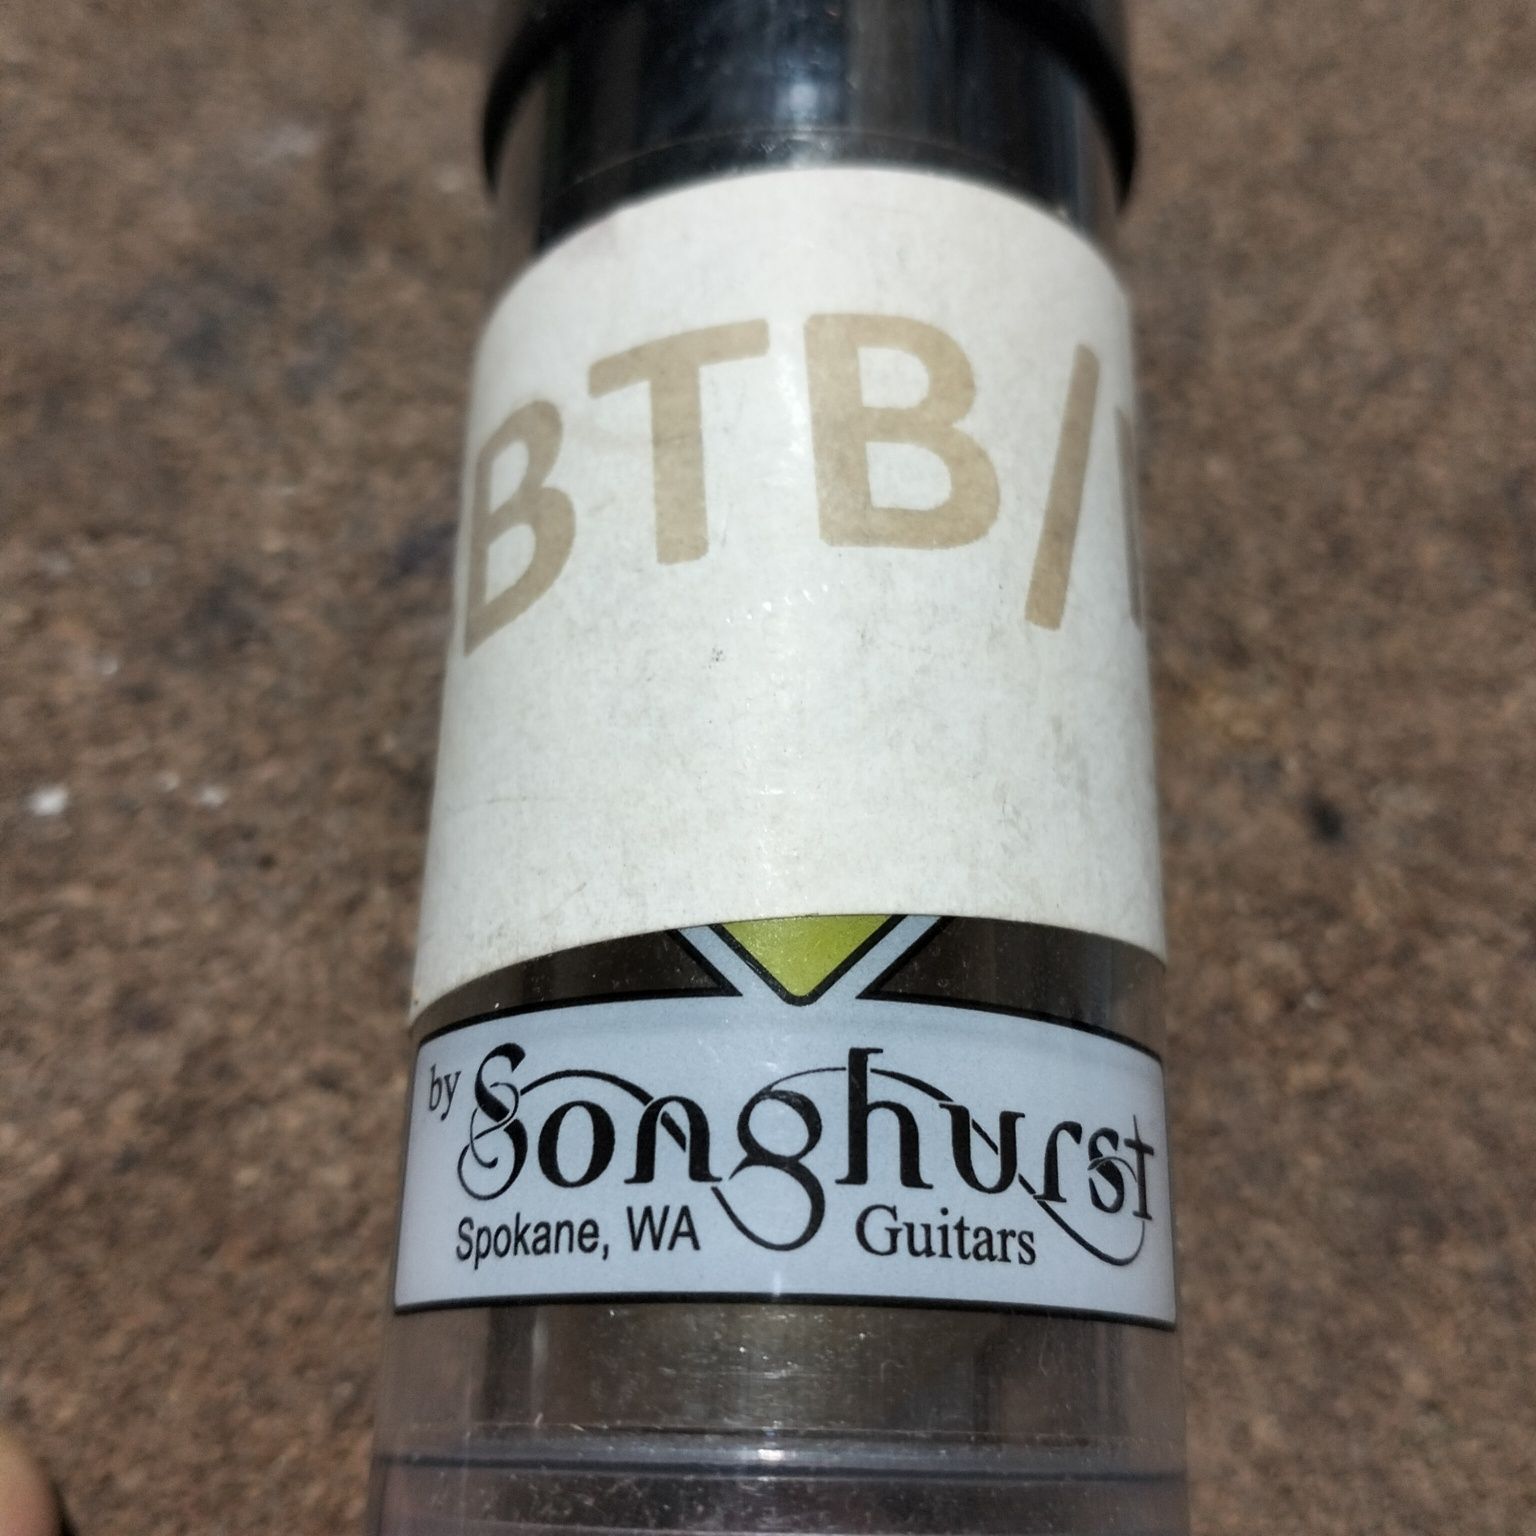 BTB/
by Songhurst
Spokane, WA Guitars